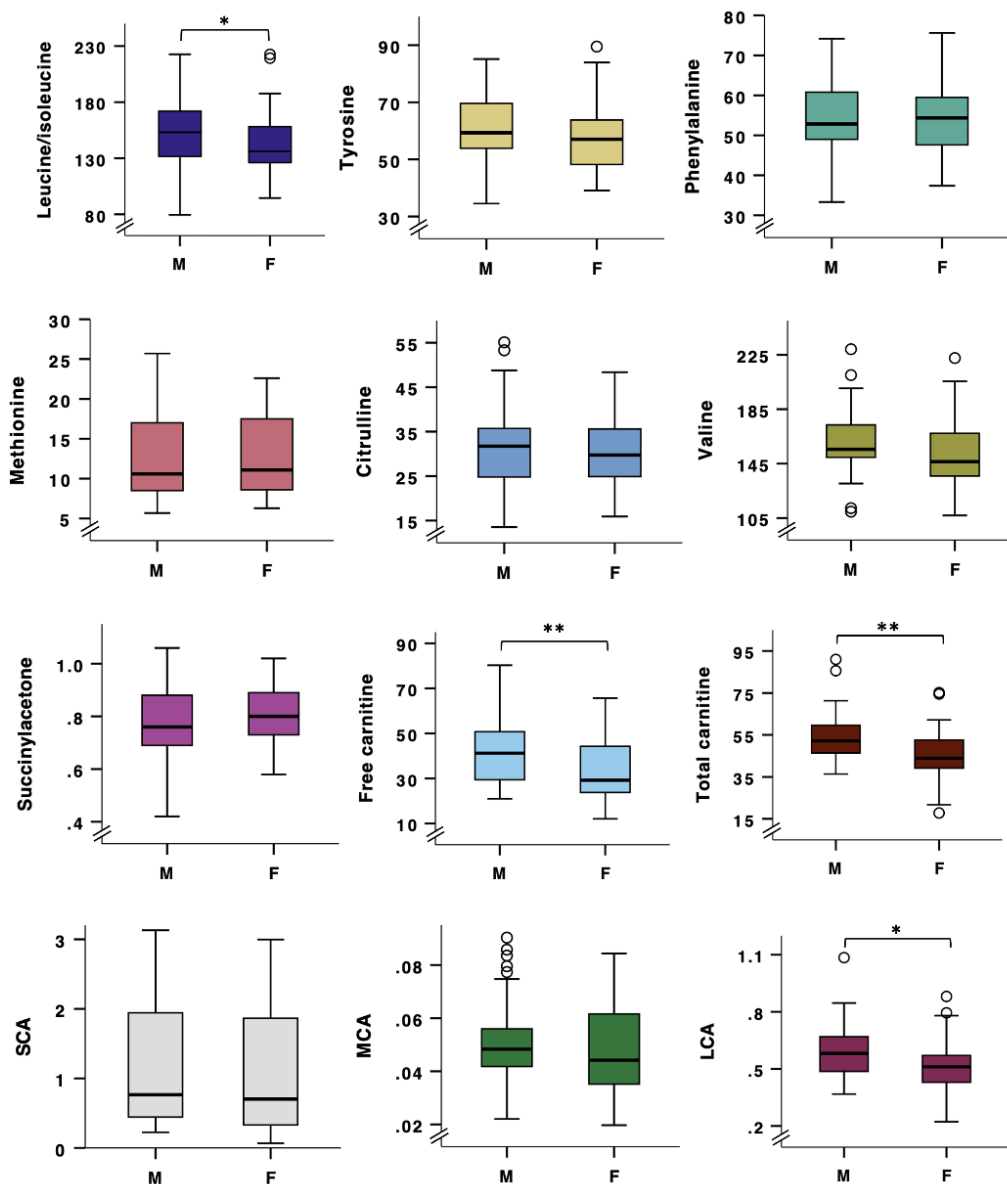 *
230
180
130
80
Leucine/isoleucine
M F
90
70
50
30
Tyrosine
M F
80
70
60
50
40
30
Phenylalanine
M F
30
25
20
15
10
5
Methionine
M F
55
45
35
25
15
Citrulline
M F
225
185
145
105
Valine
M F
1.0
.8
.6
.4
Succinylacetone
M F
**
90
70
50
30
10
Free carnitine
M F
**
95
75
55
35
15
Total carnitine
M F
3
2
1
0
SCA
M F
.08
.06
.04
.02
MCA
M F
*
1.1
.8
.5
.2
LCA
M F